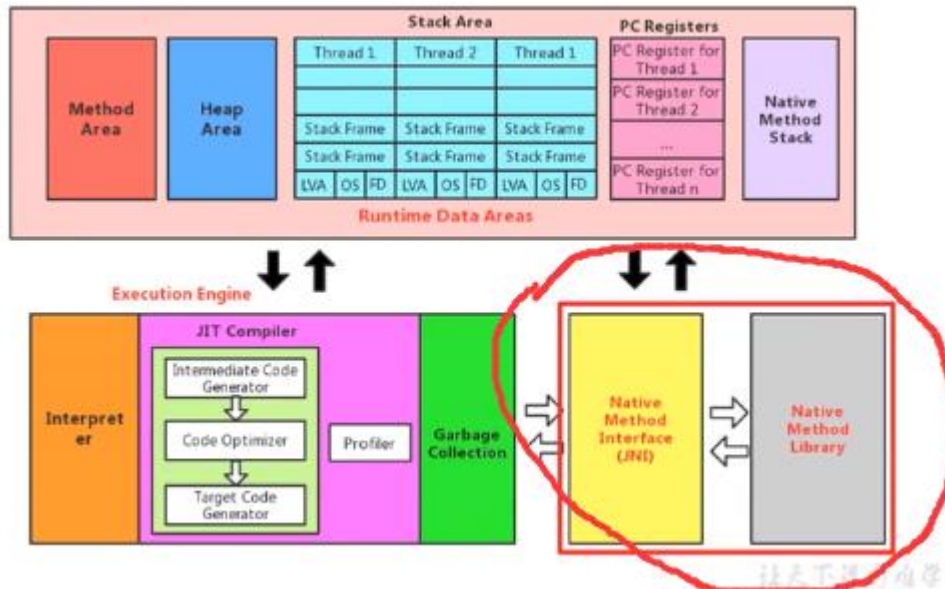 Stack Area
PC Registers
Method
Area
Heap
Area
Thread 1
Thread 2
Thread 1
Stack Frame
Stack Frame
Stack Frame
Stack Frame
Stack Frame
Stack Frame
LVA
OS
FD
LVA
OS
FD
LVA
OS
FD
PC Register for
Thread 1
PC Register for
Thread 2
...
PC Register for
Thread n
Native
Method
Stack
Runtime Data Areas
Execution Engine
Interpret
er
JIT Compiler
Intermediate Code
Generator
Code Optimizer
Target Code
Generator
Profiler
Garbage
Collection
Native
Method
Interface
(JNI)
Native
Method
Library